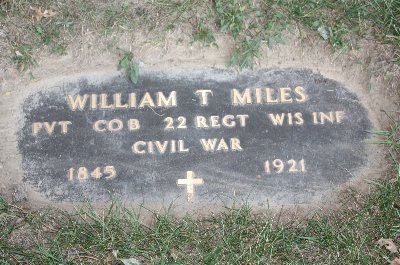 WILLIAM T MILES
PVT CO B 22 REGT WIS INF
CIVIL WAR
1845 1921